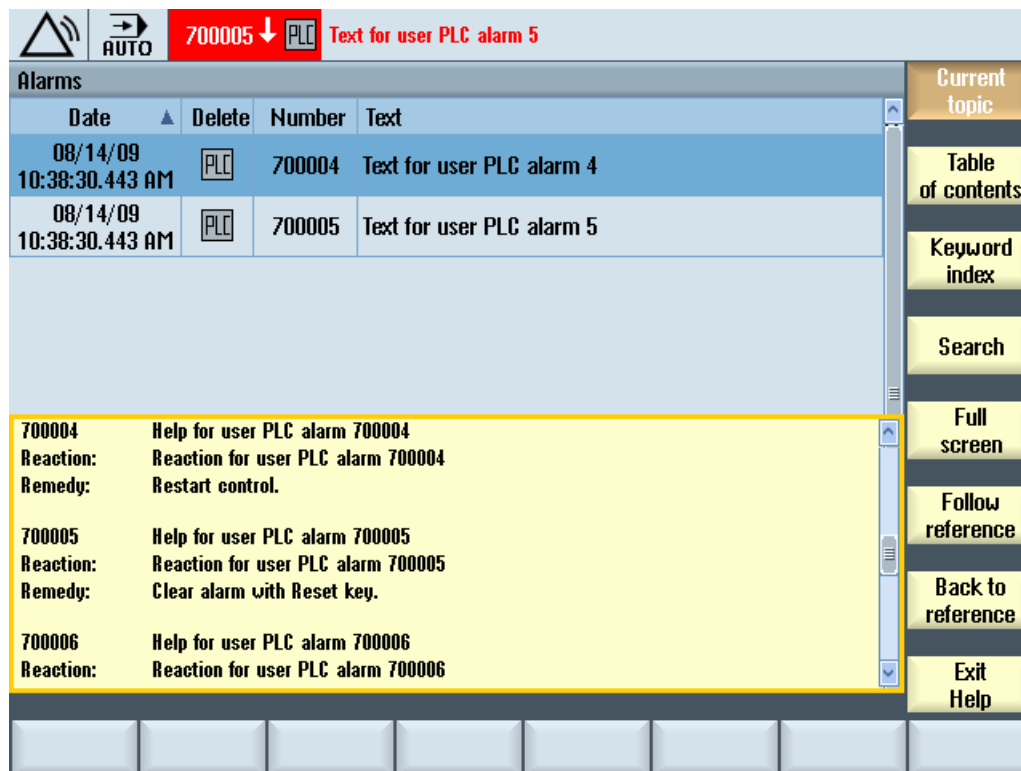 AUTO 700005 PLC Text for user PLC alarm 5
Alarms
Date Delete Number Text
08/14/09
10:38:30.443 AM PLC 700004 Text for user PLC alarm 4
08/14/09
10:38:30.443 AM PLC 700005 Text for user PLC alarm 5
700004 Help for user PLC alarm 700004
Reaction: Reaction for user PLC alarm 700004
Remedy: Restart control.
700005 Help for user PLC alarm 700005
Reaction: Reaction for user PLC alarm 700005
Remedy: Clear alarm with Reset key.
700006 Help for user PLC alarm 700006
Reaction: Reaction for user PLC alarm 700006
Current
topic
Table
of contents
Keyword
index
Search
Full
screen
Follow
reference
Back to
reference
Exit
Help